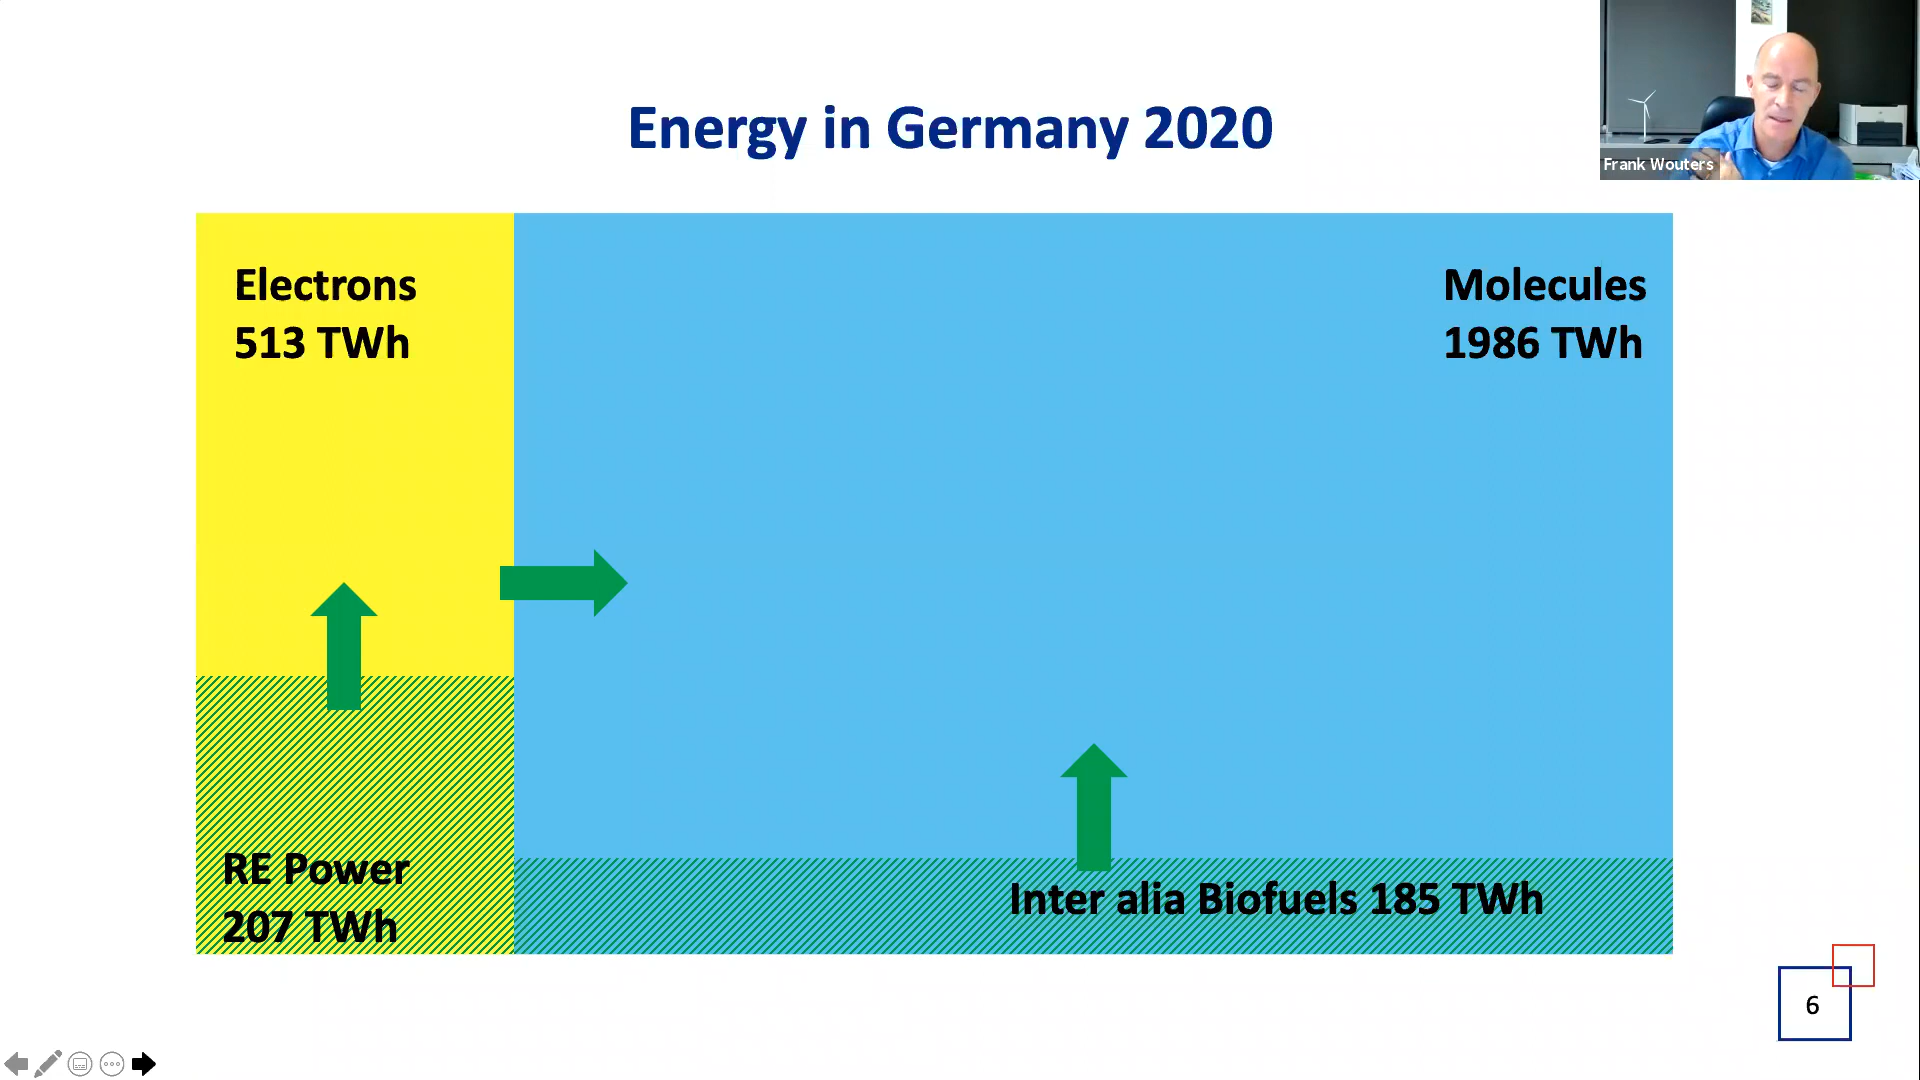 Energy in Germany 2020
Frank Wouters
Electrons
513 TWh
Molecules
1986 TWh
RE Power
207 TWh
Inter alia Biofuels 185 TWh
6